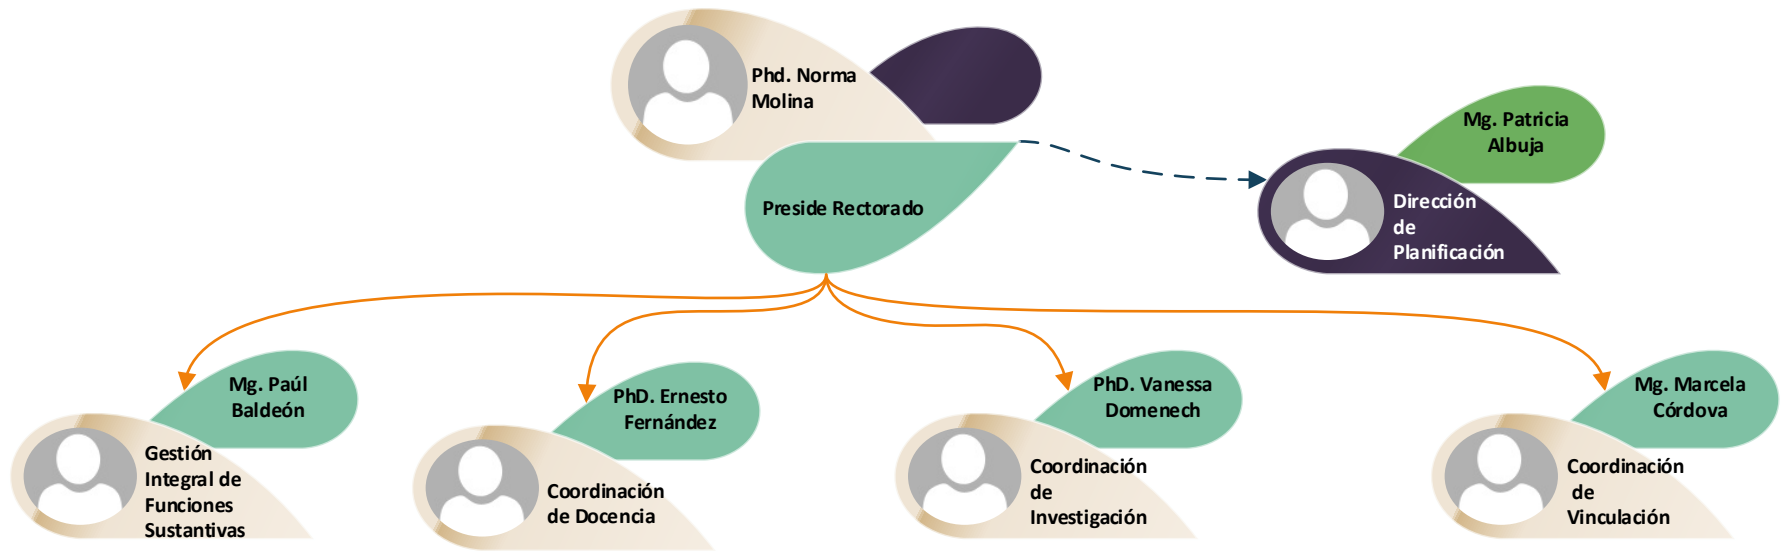 Phd. Norma
Molina
Preside Rectorado
Mg. Patricia
Albuja
Dirección
de
Planificación
Mg. Paúl
Baldeón
Gestión
Integral de
Funciones
Sustantivas
PhD. Ernesto
Fernández
Coordinación
de Docencia
PhD. Vanessa
Domenech
Coordinación
de
Investigación
Mg. Marcela
Córdova
Coordinación
de
Vinculación